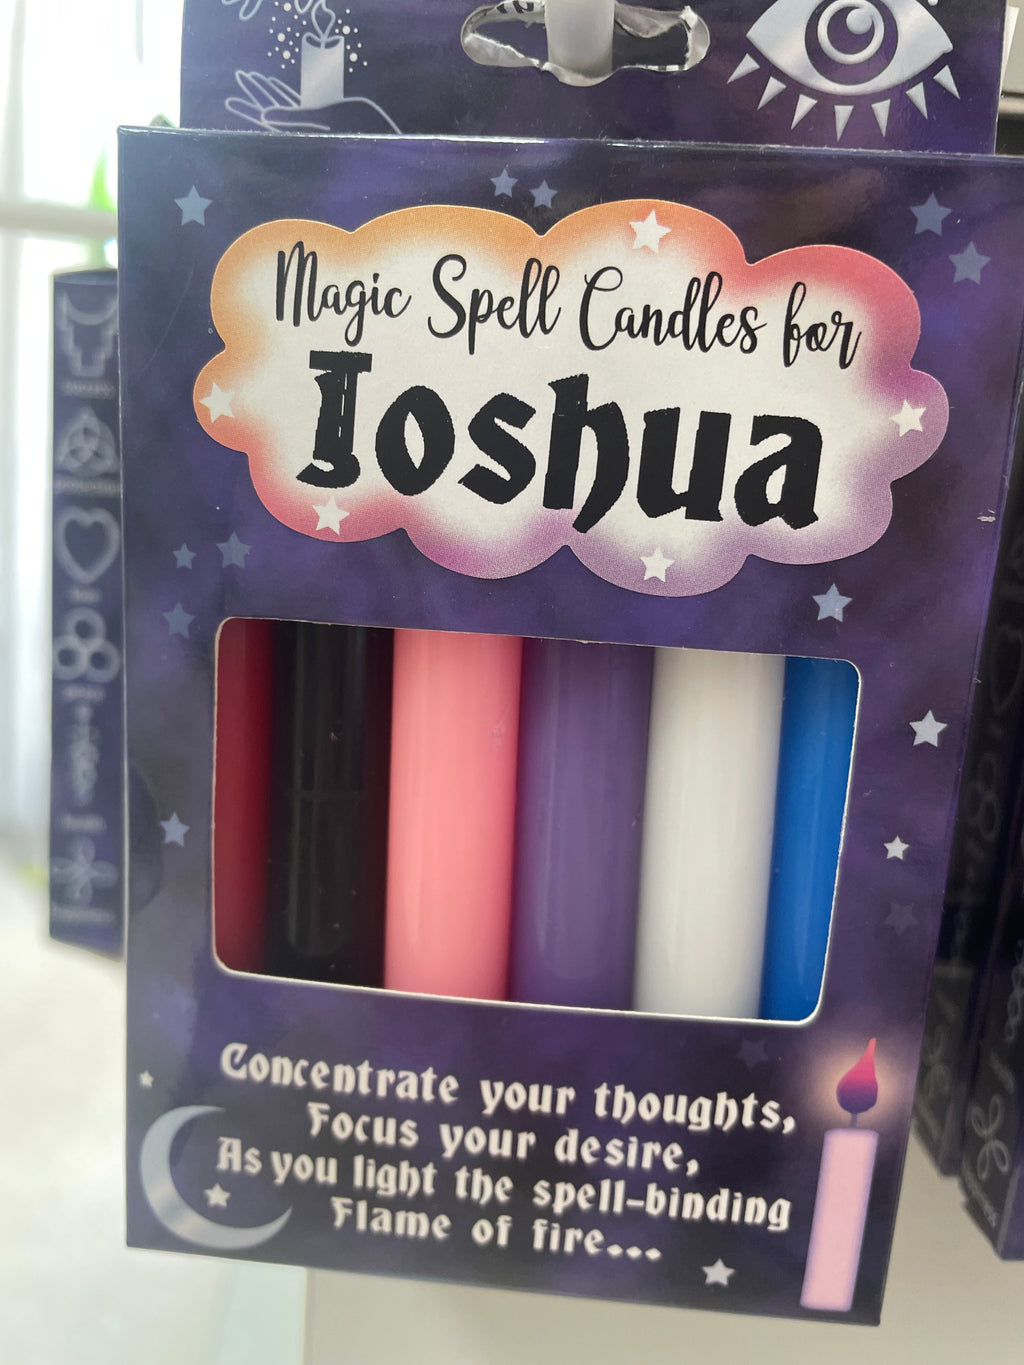 Magic Spell Candles for
Joshua
Concentrate your thoughts,
Focus your desire,
As you light the spell-binding
Flame of fire...